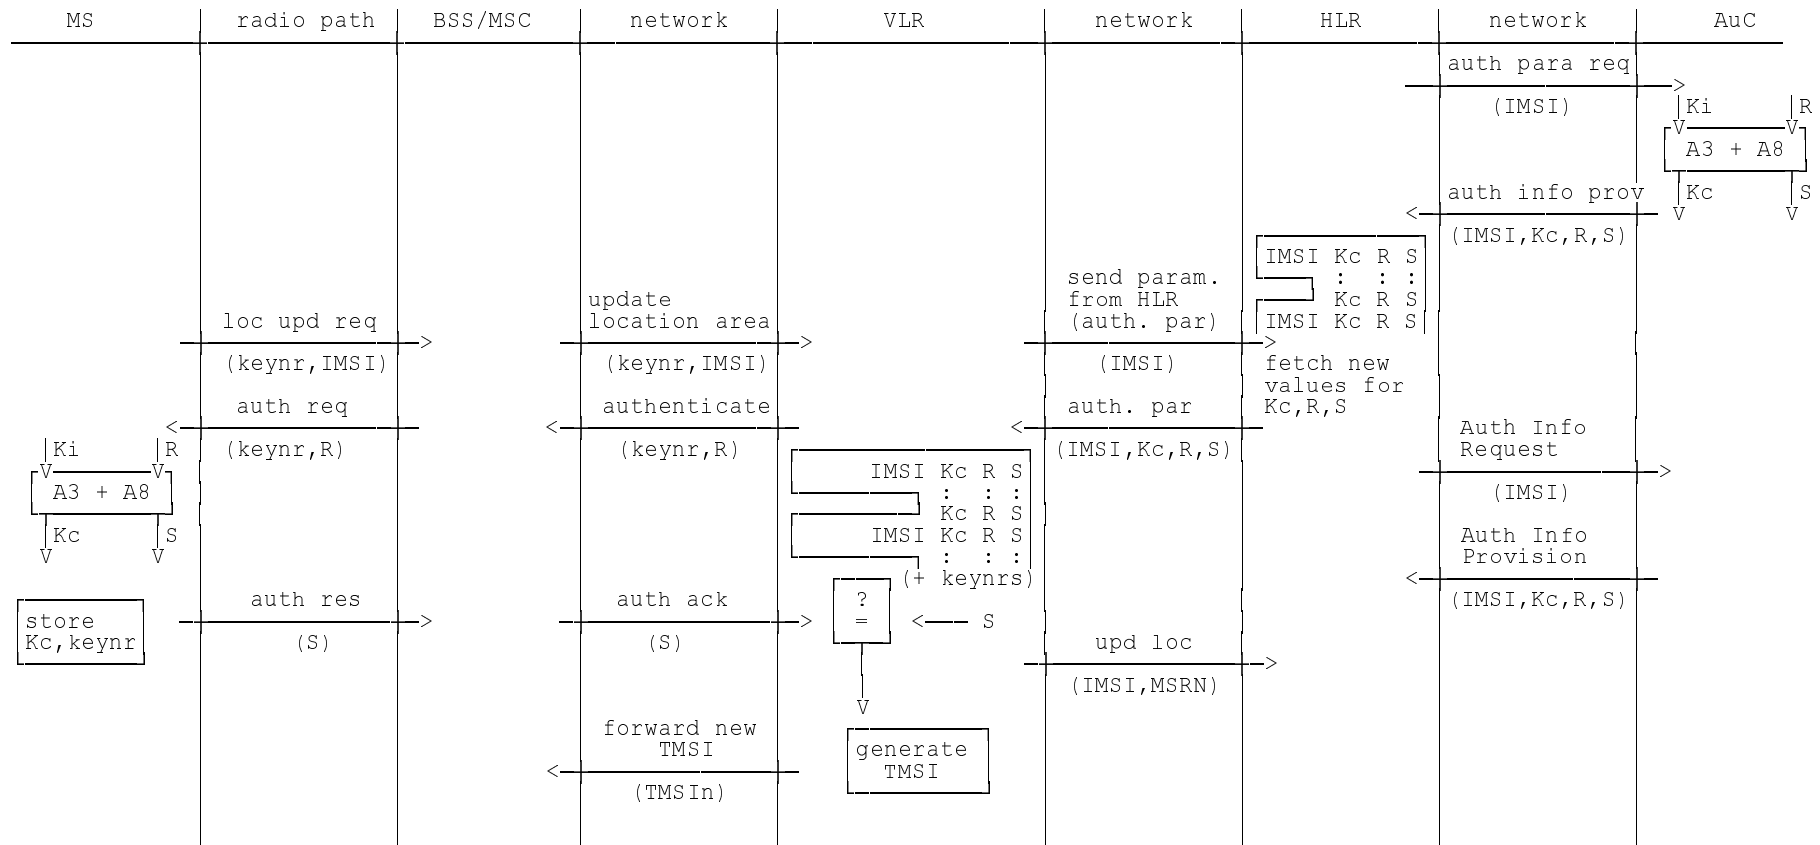 MS radio path BSS/MSC network VLR network HLR network AuC
auth para req
(IMSI)
Ki R
V V
A3 + A8
auth info prov
Kc S
V V
(IMSI,Kc,R,S)
IMSI Kc R S
: : :
Kc R S
IMSI Kc R S
send param.
from HLR
(auth. par)
update
location area
loc upd req
(keynr,IMSI)
(keynr,IMSI)
(IMSI)
fetch new
values for
Kc,R,S
auth req
authenticate
auth. par
(keynr,R)
(keynr,R)
(IMSI,Kc,R,S)
Auth Info
Request
(IMSI)
Ki R
V V
A3 + A8
Kc S
V V
IMSI Kc R S
: : :
Kc R S
IMSI Kc R S
: : :
(+ keynrs)
Auth Info
Provision
(IMSI,Kc,R,S)
store
Kc,keynr
auth res
(S)
auth ack
(S)
?
=
S
V
upd loc
(IMSI,MSRN)
forward new
TMSI
(TMSIn)
generate
TMSI